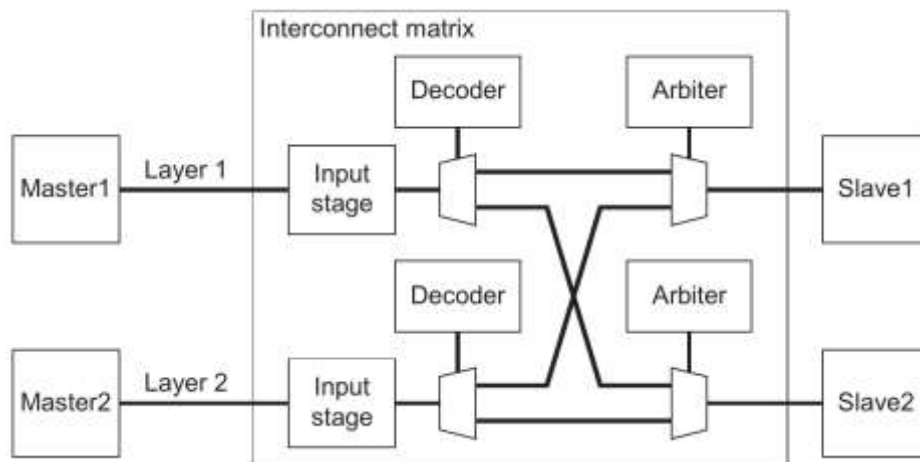 Interconnect matrix
Decoder
Arbiter
Master1
Layer 1
Input
stage
Slave1
Decoder
Arbiter
Master2
Layer 2
Input
stage
Slave2